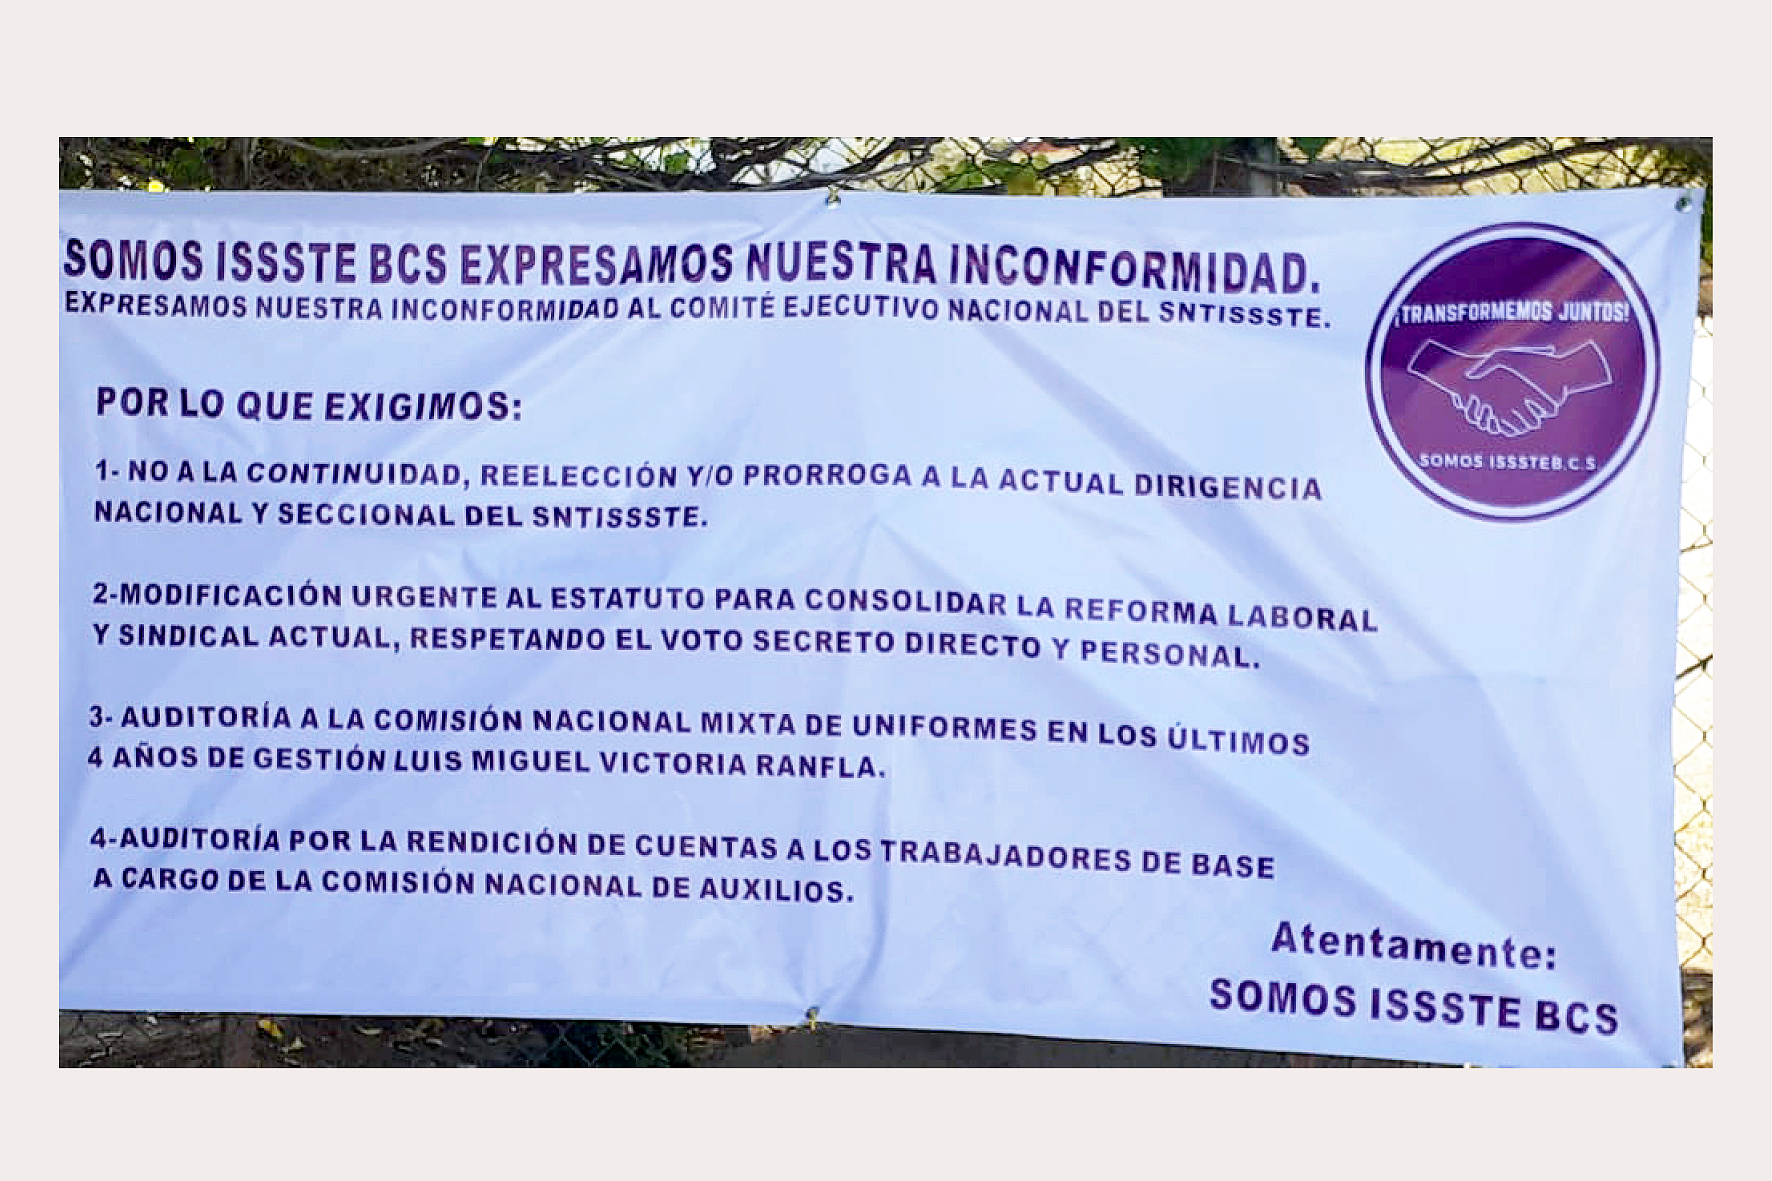 SOMOS ISSSTE BCS EXPRESAMOS NUESTRA INCONFORMIDAD.
EXPRESAMOS NUESTRA INCONFORMIDAD AL COMITÉ EJECUTIVO NACIONAL DEL SNTISSSTE.
¡TRANSFORMEMOS JUNTOS!
SOMOS ISSSTEB.C.S.
POR LO QUE EXIGIMOS:
1- NO A LA CONTINUIDAD, REELECCIÓN Y/O PRORROGA A LA ACTUAL DIRIGENCIA
NACIONAL Y SECCIONAL DEL SNTISSSTE.
2-MODIFICACIÓN URGENTE AL ESTATUTO PARA CONSOLIDAR LA REFORMA LABORAL
Y SINDICAL ACTUAL, RESPETANDO EL VOTO SECRETO DIRECTO Y PERSONAL.
3- AUDITORÍA A LA COMISIÓN NACIONAL MIXTA DE UNIFORMES EN LOS ÚLTIMOS
4 AÑOS DE GESTIÓN LUIS MIGUEL VICTORIA RANFLA.
4-AUDITORÍA POR LA RENDICIÓN DE CUENTAS A LOS TRABAJADORES DE BASE
A CARGO DE LA COMISIÓN NACIONAL DE AUXILIOS.
Atentamente:
SOMOS ISSSTE BCS